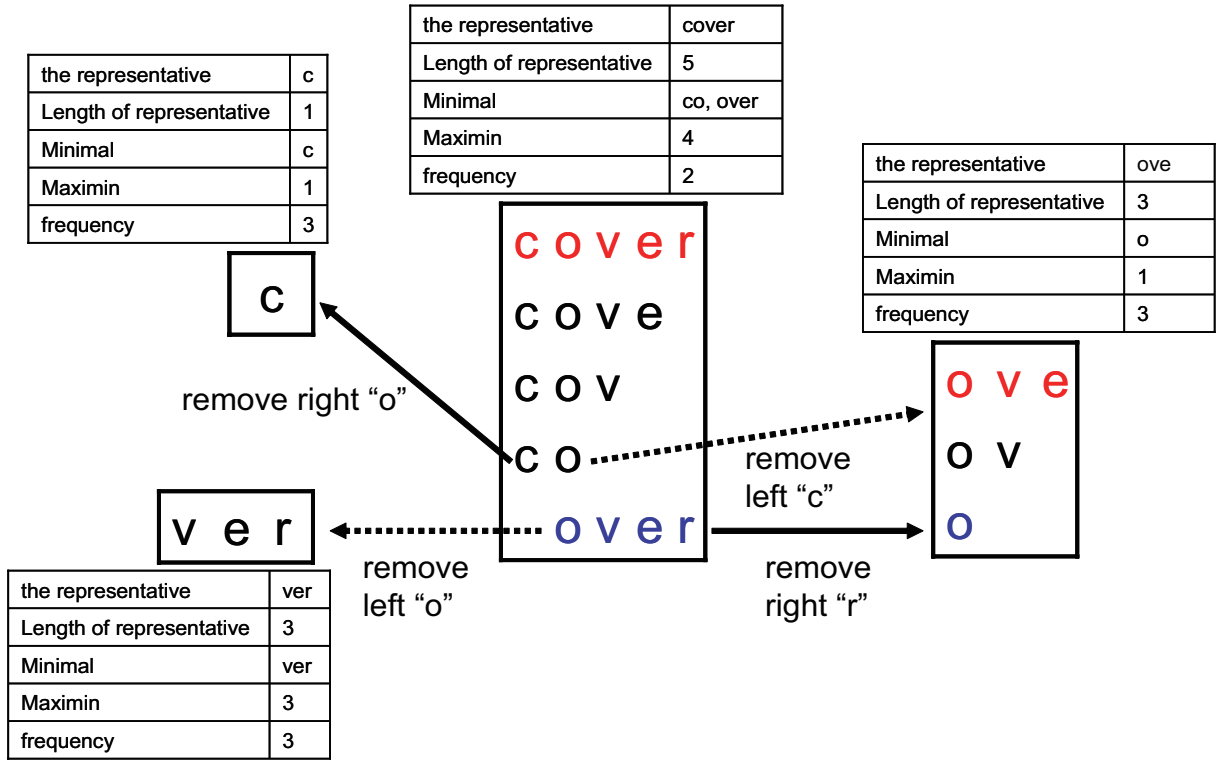 the representative cover
Length of representative 5
Minimal co, over
Maximin 4
frequency 2
the representative c
Length of representative 1
Minimal c
Maximin 1
frequency 3
the representative ove
Length of representative 3
Minimal o
Maximin 1
frequency 3
c
c o v e r
c o v e
c o v
c o
o v e r
o v e
o v
o
remove right “o”
remove
left “c”
v e r
remove
left “o”
remove
right “r”
the representative ver
Length of representative 3
Minimal ver
Maximin 3
frequency 3